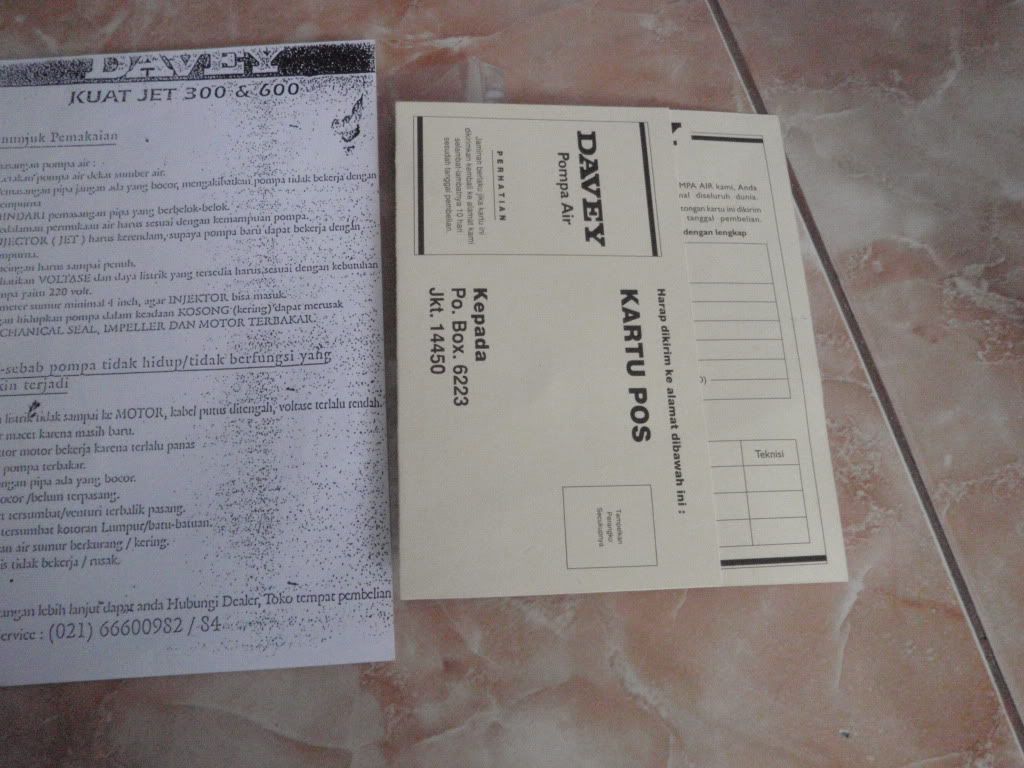 DAVEY
KUAT JET 300 & 600
unjuk Pemakaian
pompa air :
pompa air dekat sumber air.
pemasangan pipa jangan ada yang bocor, mengakibatkan pompa tidak bekerja dengan
empurna
HINDARI pemasangan pipa yang berbelok-belok.
kedalaman permukaan air harus sesuai dengan kemampuan pompa.
INJECTOR ( JET ) harus terendam, supaya pompa baru dapat bekerja dengan
empurna.
harus sampai penuh.
hatikan VOLTASE dan daya listrik yang tersedia harus sesuai dengan kebutuhan
mpa yaitu 220 volt.
meter sumur minimal 4 inch, agar INJEKTOR bisa masuk.
gan hidupkan pompa dalam keadaan KOSONG (kering) dapat merusak
CHANICAL SEAL, IMPELLER DAN MOTOR TERBAKAR.
-sebab pompa tidak hidup/tidak berfungsi yang
kin terjadi
listrik tidak sampai ke MOTOR, kabel putus ditengah, voltase terlalu rendah.
macet karena masih baru.
tor motor bekerja karena terlalu panas
pompa terbakar.
ngan pipa ada yang bocor.
ocor /belum terpasang.
tersumbat/venturi terbalik pasang.
tersumbat kotoran Lumpur/batu-batuan.
an air sumur berkurang / kering.
is tidak bekerja / rusak.
angan lebih lanjut dapat anda Hubungi Dealer, Toko tempat pembelian
ervice : (021) 66600982 / 84
DAVEY
Pompa Air
PERHATIAN
Jaminan berlaku jika kartu ini
dikirimkan kembali ke alamat kami
selambat-lambatnya 10 hari
sesudah tanggal pembelian.
Harap dikirim ke alamat dibawah ini :
KARTU POS
Kepada
Po. Box. 6223
Jkt. 14450
Tempelkan
Perangko
Secukupnya
MPA AIR kami, Anda
nal diseluruh dunia.
tongan kartu ini dikirim
tanggal pembelian.
dengan lengkap
Teknisi